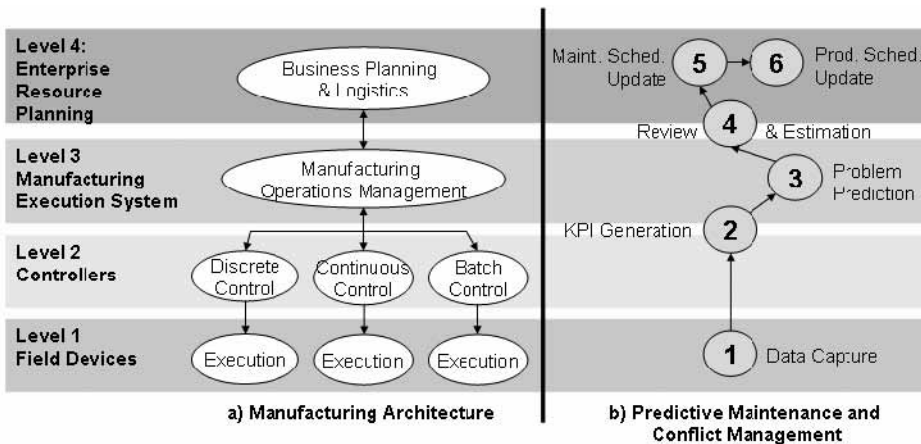 Level 4:
Enterprise
Resource
Planning
Business Planning
& Logistics
Level 3
Manufacturing
Execution System
Manufacturing
Operations Management
Level 2
Controllers
Discrete
Control
Continuous
Control
Batch
Control
Level 1
Field Devices
Execution
Execution
Execution
a) Manufacturing Architecture
Maint. Sched.
Update
5
6
Prod. Sched.
Update
Review
4
& Estimation
3
Problem
Prediction
KPI Generation
2
1
Data Capture
b) Predictive Maintenance and
Conflict Management